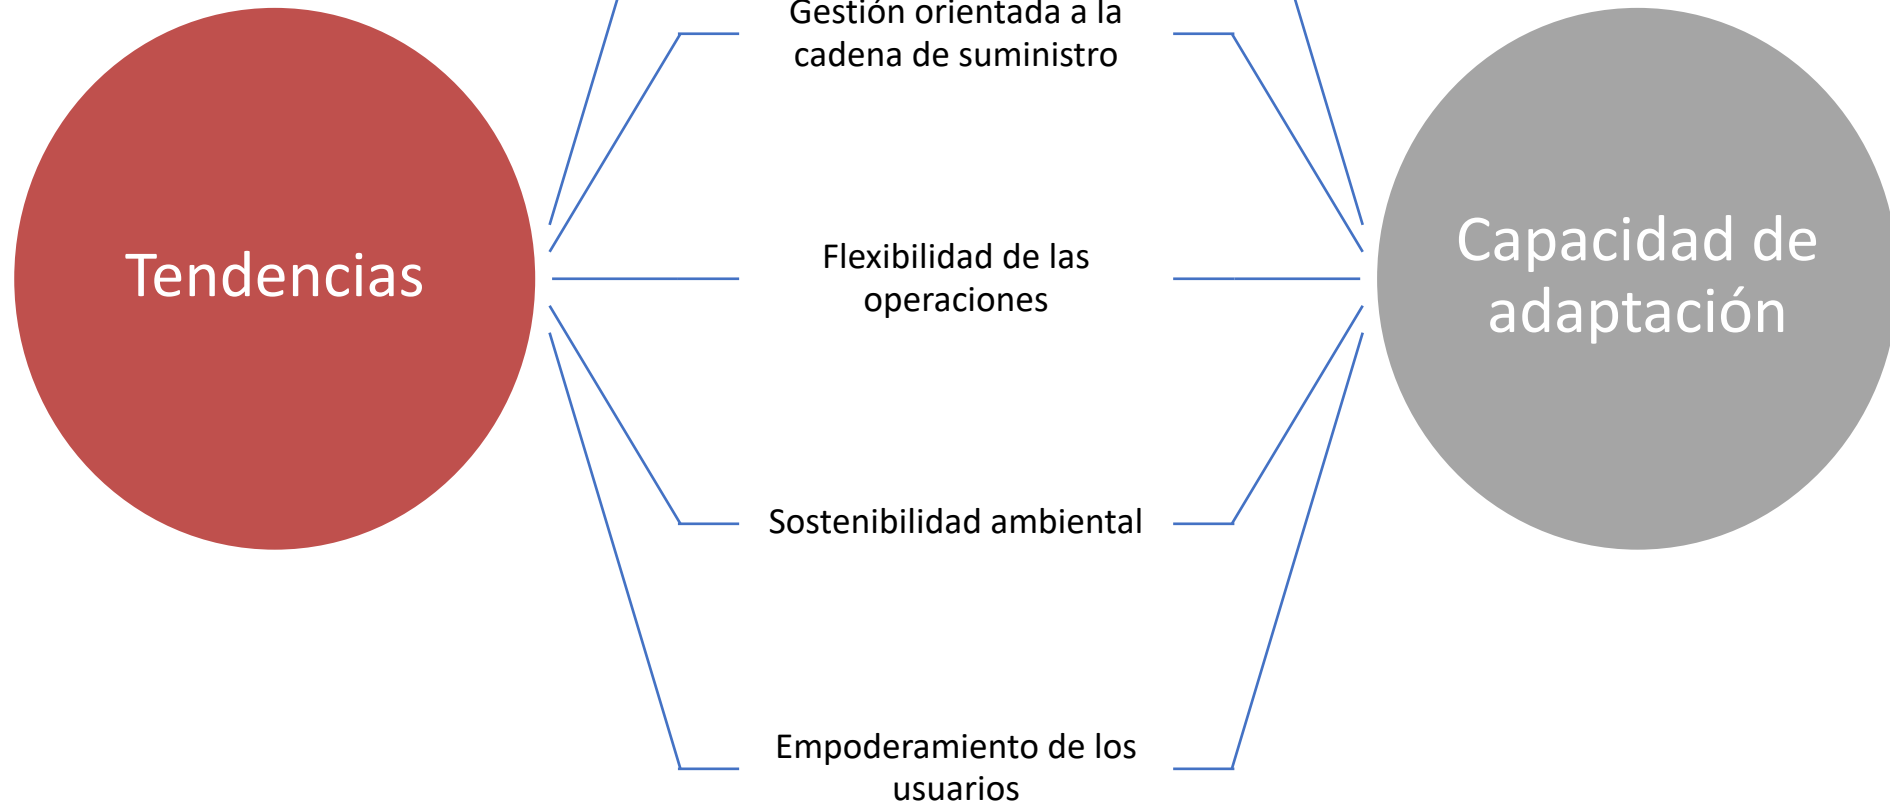 Gestión orientada a la
cadena de suministro
Tendencias
Flexibilidad de las
operaciones
Capacidad de
adaptación
Sostenibilidad ambiental
Empoderamiento de los
usuarios